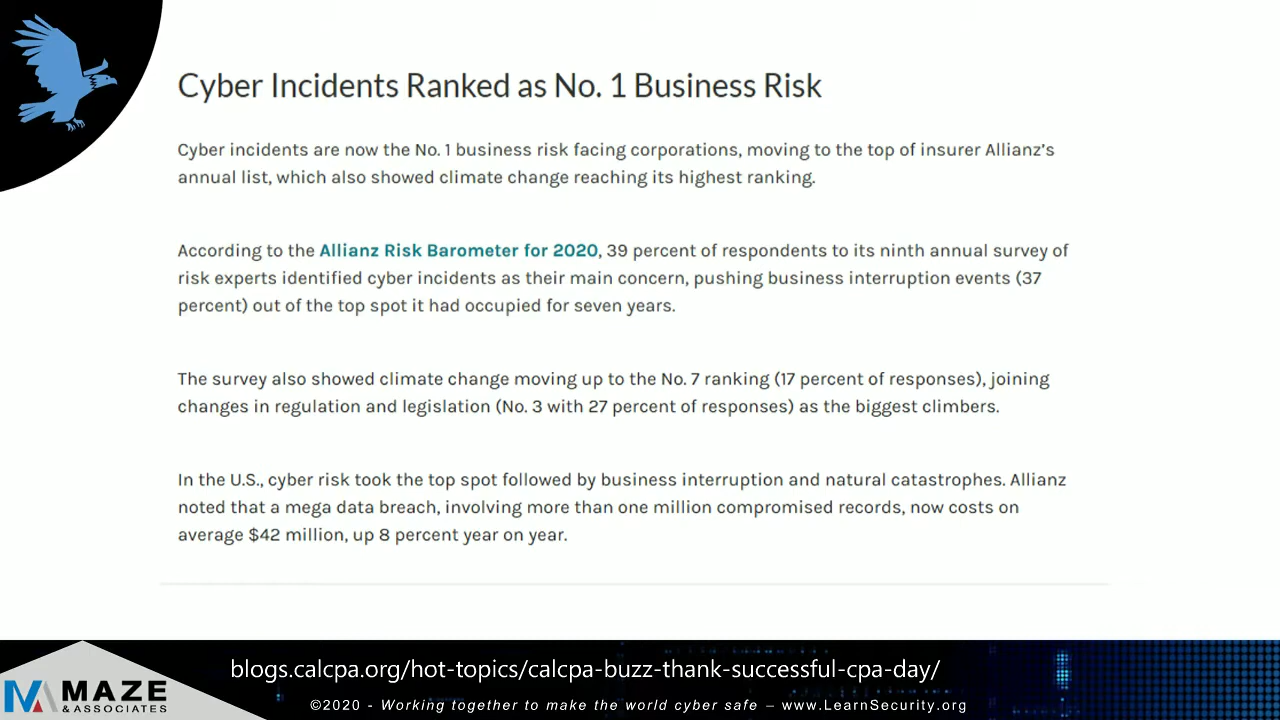 Cyber Incidents Ranked as No. 1 Business Risk
Cyber incidents are now the No. 1 business risk facing corporations, moving to the top of insurer Allianz’s
annual list, which also showed climate change reaching its highest ranking.
According to the Allianz Risk Barometer for 2020, 39 percent of respondents to its ninth annual survey of
risk experts identified cyber incidents as their main concern, pushing business interruption events (37
percent) out of the top spot it had occupied for seven years.
The survey also showed climate change moving up to the No. 7 ranking (17 percent of responses), joining
changes in regulation and legislation (No. 3 with 27 percent of responses) as the biggest climbers.
In the U.S., cyber risk took the top spot followed by business interruption and natural catastrophes. Allianz
noted that a mega data breach, involving more than one million compromised records, now costs on
average $42 million, up 8 percent year on year.
blogs.calcpa.org/hot-topics/calcpa-buzz-thank-successful-cpa-day/
MAZE
& ASSOCIATES
©2020 - Working together to make the world cyber safe – www.LearnSecurity.org